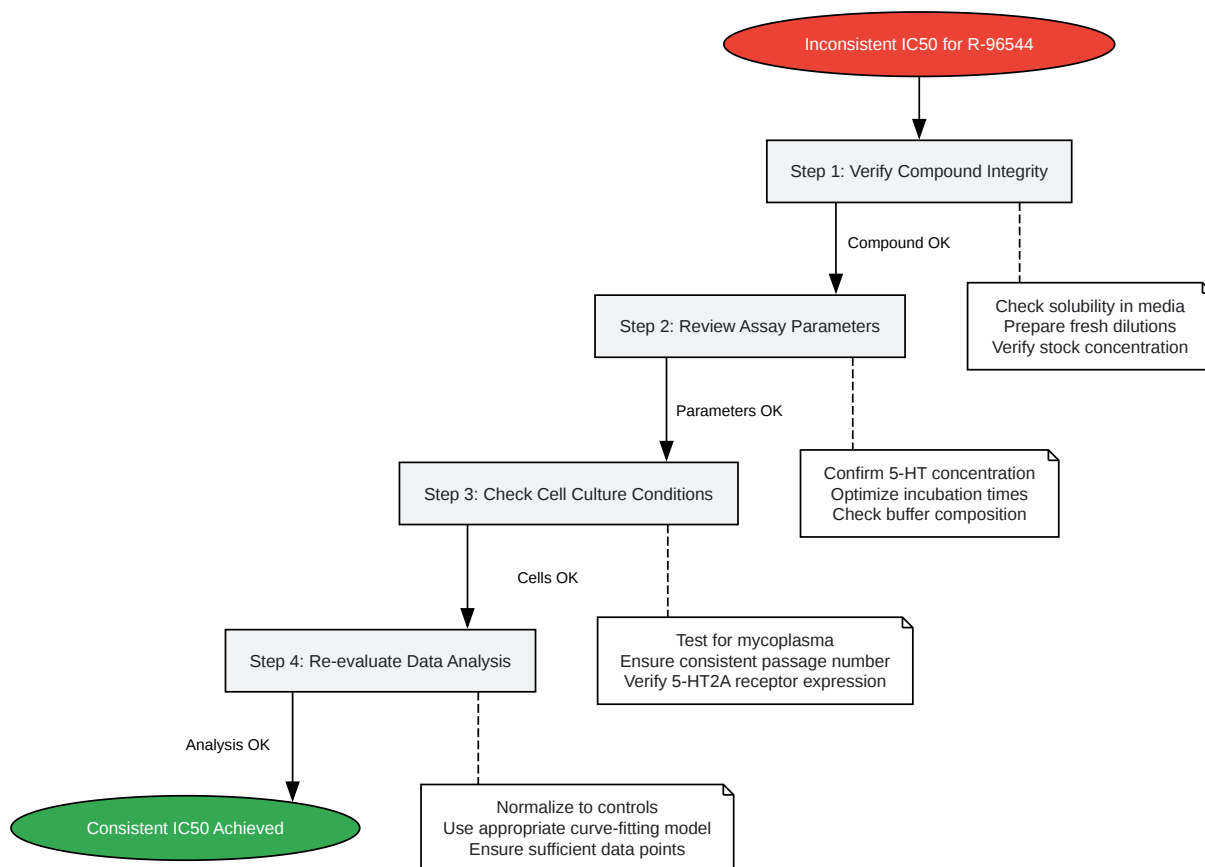 Inconsistent IC50 for R-96544
Step 1: Verify Compound Integrity
Compound OK
Check solubility in media
Prepare fresh dilutions
Verify stock concentration
Step 2: Review Assay Parameters
Parameters OK
Confirm 5-HT concentration
Optimize incubation times
Check buffer composition
Step 3: Check Cell Culture Conditions
Cells OK
Test for mycoplasma
Ensure consistent passage number
Verify 5-HT2A receptor expression
Step 4: Re-evaluate Data Analysis
Analysis OK
Normalize to controls
Use appropriate curve-fitting model
Ensure sufficient data points
Consistent IC50 Achieved